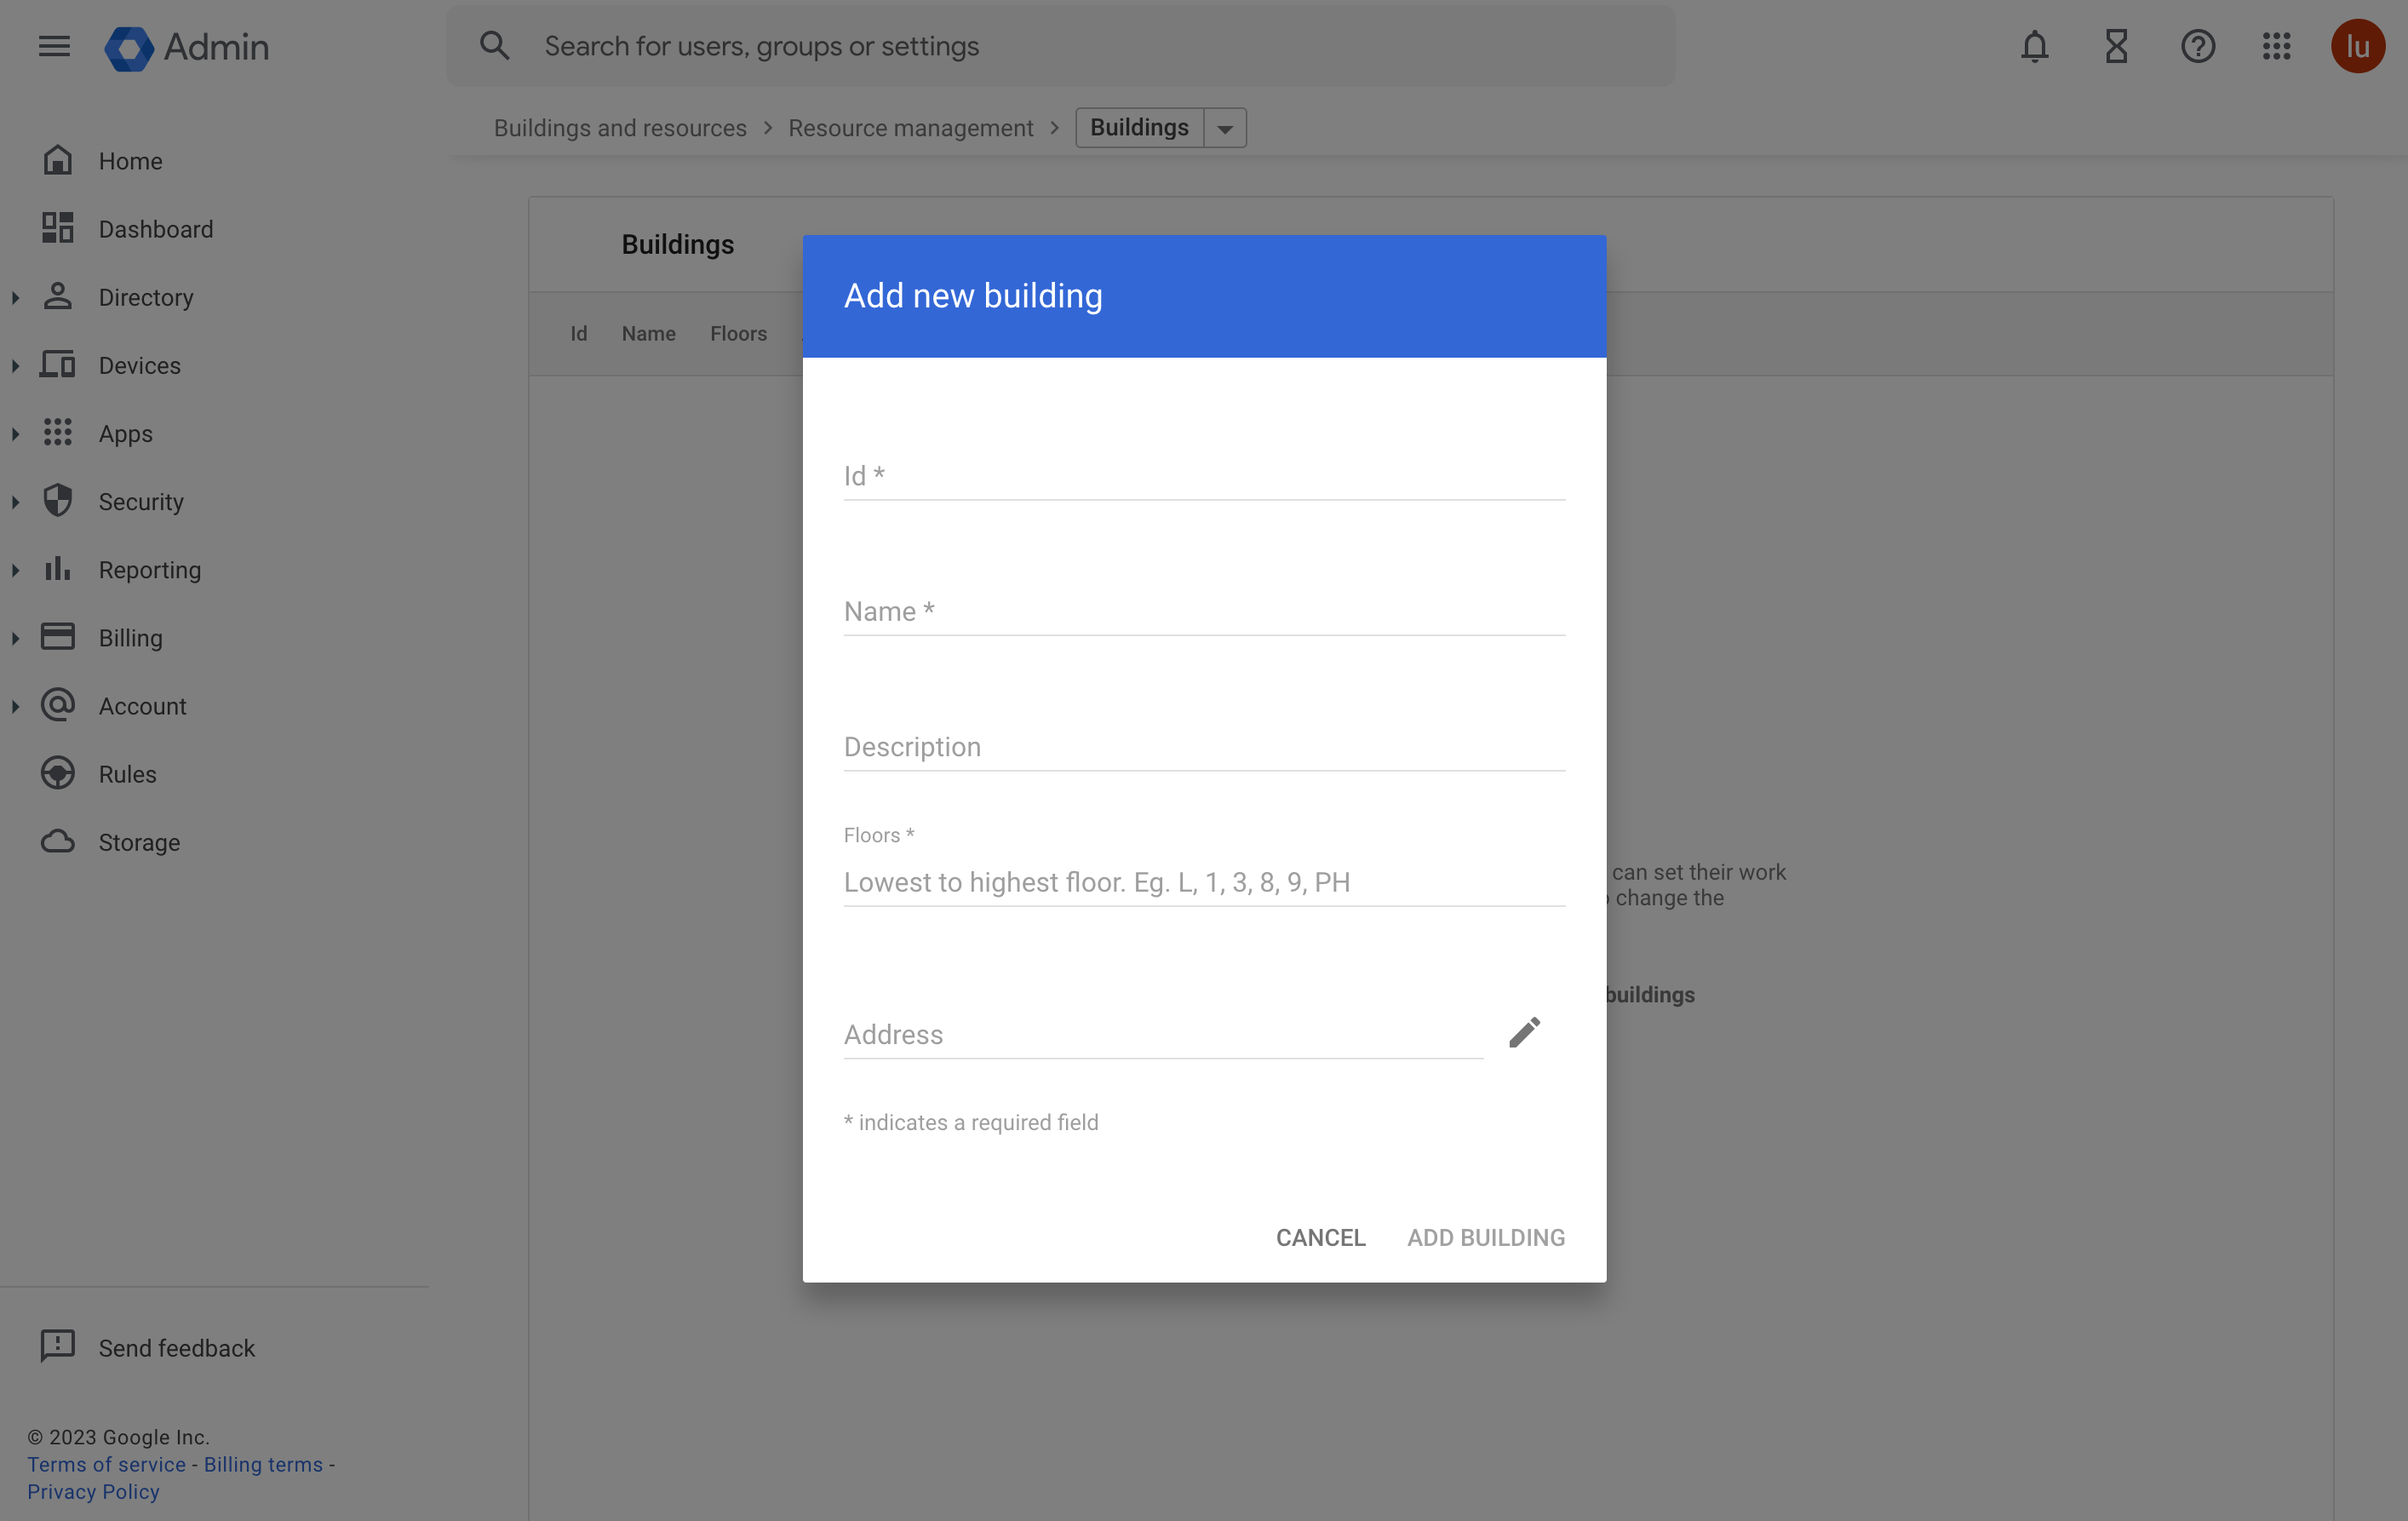 Admin
Search for users, groups or settings
lu
Buildings and resources
Resource management
Buildings
Home
Dashboard
Directory
Devices
Apps
Security
Reporting
Billing
Account
Rules
Storage
Send feedback
© 2023 Google Inc.
Terms of service - Billing terms -
Privacy Policy
Buildings
Id Name Floors
can set their work
change the
buildings
Add new building
Id *
Name *
Description
Floors *
Lowest to highest floor. Eg. L, 1, 3, 8, 9, PH
Address
* indicates a required field
CANCEL ADD BUILDING